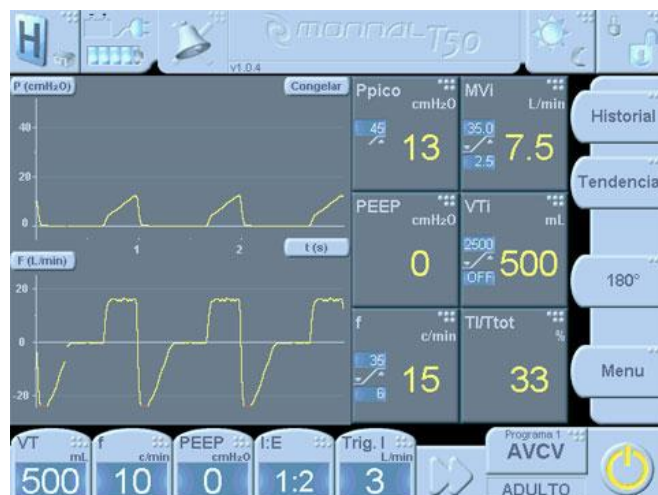 H
monnal T50
v1.0.4
P (cmH2O)
Congelar
40
20
0
1
2
t (s)
F (L/min)
20
0
-20
Ppico
cmH2O
45
13
MVi
L/min
35.0
2.5
7.5
PEEP
cmH2O
0
VTi
mL
2500
OFF
500
f
c/min
35
6
15
TI/Ttot
%
33
Historial
Tendencia
180°
Menu
VT
mL
500
f
c/min
10
PEEP
cmH2O
0
I:E
1:2
Trig. I
L/min
3
Programa 1
AVCV
ADULTO